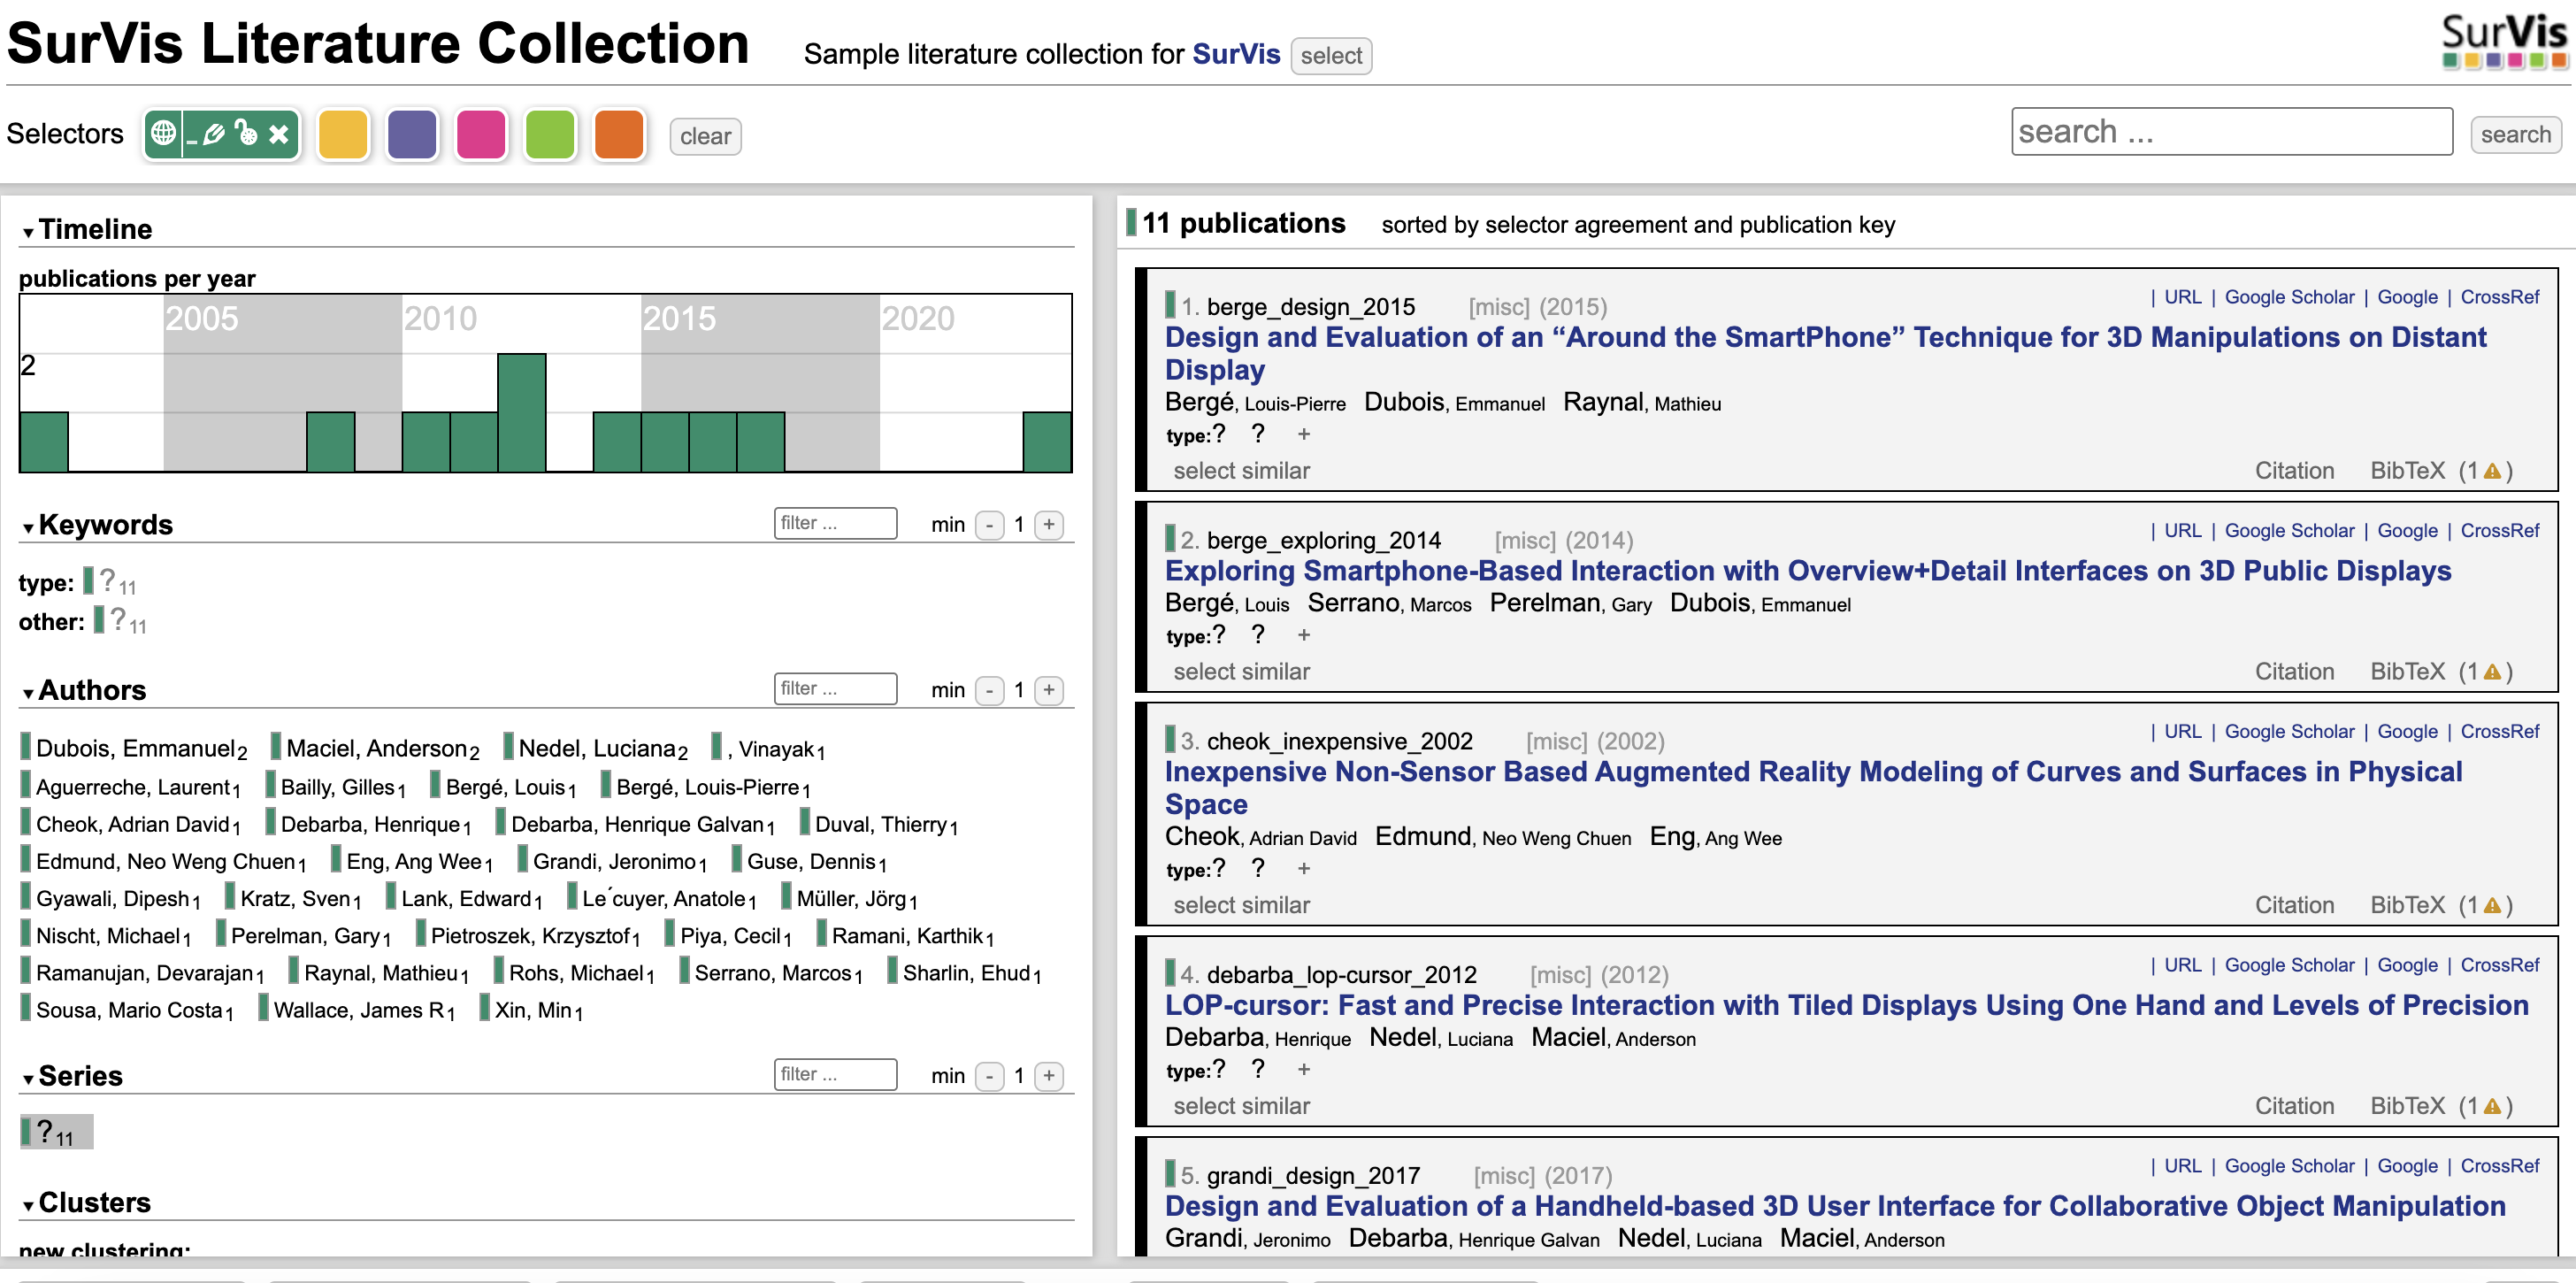 SurVis Literature Collection
Sample literature collection for SurVis select
SurVis
Selectors
clear
search ...
search
Timeline
publications per year
2005 2010 2015 2020
2
Keywords
filter ...
min - 1 +
type: ? 11
other: ? 11
Authors
filter ...
min - 1 +
Dubois, Emmanuel 2 Maciel, Anderson 2 Nedel, Luciana 2 , Vinayak 1
Aguerreche, Laurent 1 Bailly, Gilles 1 Bergé, Louis 1 Bergé, Louis-Pierre 1
Cheok, Adrian David 1 Debarba, Henrique 1 Debarba, Henrique Galvan 1 Duval, Thierry 1
Edmund, Neo Weng Chuen 1 Eng, Ang Wee 1 Grandi, Jeronimo 1 Guse, Dennis 1
Gyawali, Dipesh 1 Kratz, Sven 1 Lank, Edward 1 Le´cuyer, Anatole 1 Müller, Jörg 1
Nischt, Michael 1 Perelman, Gary 1 Pietroszek, Krzysztof 1 Piya, Cecil 1 Ramani, Karthik 1
Ramanujan, Devarajan 1 Raynal, Mathieu 1 Rohs, Michael 1 Serrano, Marcos 1 Sharlin, Ehud 1
Sousa, Mario Costa 1 Wallace, James R 1 Xin, Min 1
Series
filter ...
min - 1 +
? 11
Clusters
new clustering:
11 publications sorted by selector agreement and publication key
1. berge_design_2015 [misc] (2015) | URL | Google Scholar | Google | CrossRef
Design and Evaluation of an “Around the SmartPhone” Technique for 3D Manipulations on Distant
Display
Bergé, Louis-Pierre Dubois, Emmanuel Raynal, Mathieu
type:? ? +
select similar Citation BibTeX (1⚠)
2. berge_exploring_2014 [misc] (2014) | URL | Google Scholar | Google | CrossRef
Exploring Smartphone-Based Interaction with Overview+Detail Interfaces on 3D Public Displays
Bergé, Louis Serrano, Marcos Perelman, Gary Dubois, Emmanuel
type:? ? +
select similar Citation BibTeX (1⚠)
3. cheok_inexpensive_2002 [misc] (2002) | URL | Google Scholar | Google | CrossRef
Inexpensive Non-Sensor Based Augmented Reality Modeling of Curves and Surfaces in Physical
Space
Cheok, Adrian David Edmund, Neo Weng Chuen Eng, Ang Wee
type:? ? +
select similar Citation BibTeX (1⚠)
4. debarba_lop-cursor_2012 [misc] (2012) | URL | Google Scholar | Google | CrossRef
LOP-cursor: Fast and Precise Interaction with Tiled Displays Using One Hand and Levels of Precision
Debarba, Henrique Nedel, Luciana Maciel, Anderson
type:? ? +
select similar Citation BibTeX (1⚠)
5. grandi_design_2017 [misc] (2017) | URL | Google Scholar | Google | CrossRef
Design and Evaluation of a Handheld-based 3D User Interface for Collaborative Object Manipulation
Grandi, Jeronimo Debarba, Henrique Galvan Nedel, Luciana Maciel, Anderson